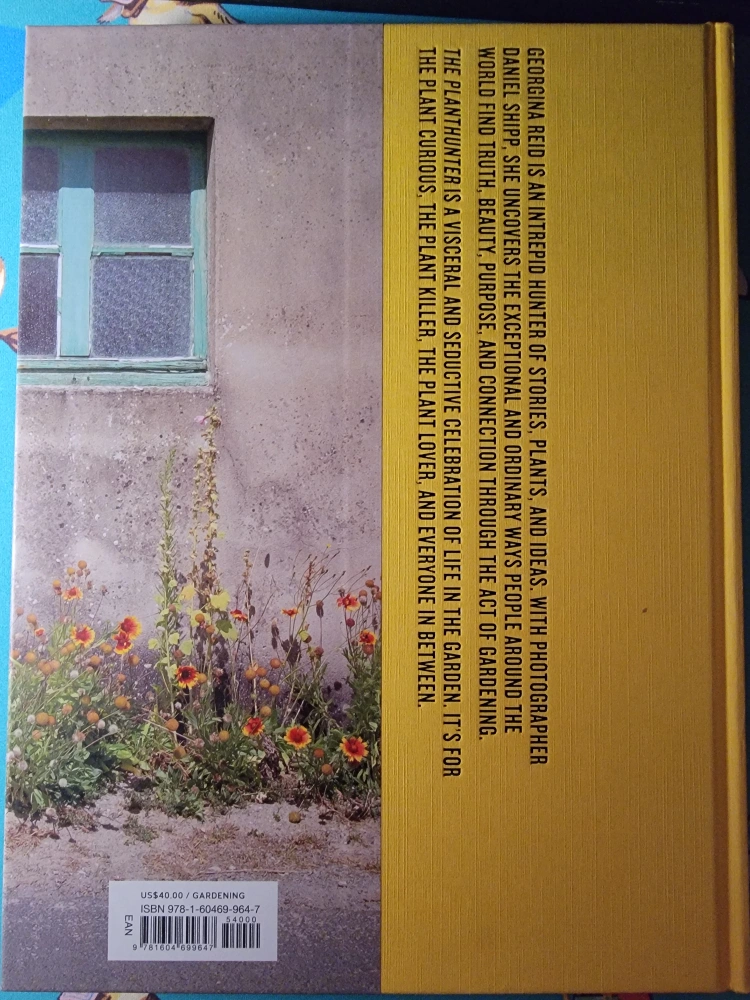 GEORGINA REID IS AN INTREPID HUNTER OF STORIES, PLANTS, AND IDEAS. WITH PHOTOGRAPHER
DANIEL SHIPP, SHE UNCOVERS THE EXCEPTIONAL AND ORDINARY WAYS PEOPLE AROUND THE
WORLD FIND TRUTH, BEAUTY, PURPOSE, AND CONNECTION THROUGH THE ACT OF GARDENING.
THE PLANTHUNTER IS A VISCERAL AND SEDUCTIVE CELEBRATION OF LIFE IN THE GARDEN. IT'S FOR
THE PLANT CURIOUS, THE PLANT KILLER, THE PLANT LOVER, AND EVERYONE IN BETWEEN.
US$40.00 / GARDENING
ISBN 978-1-60469-964-7
54000
EAN
9 781604 699647